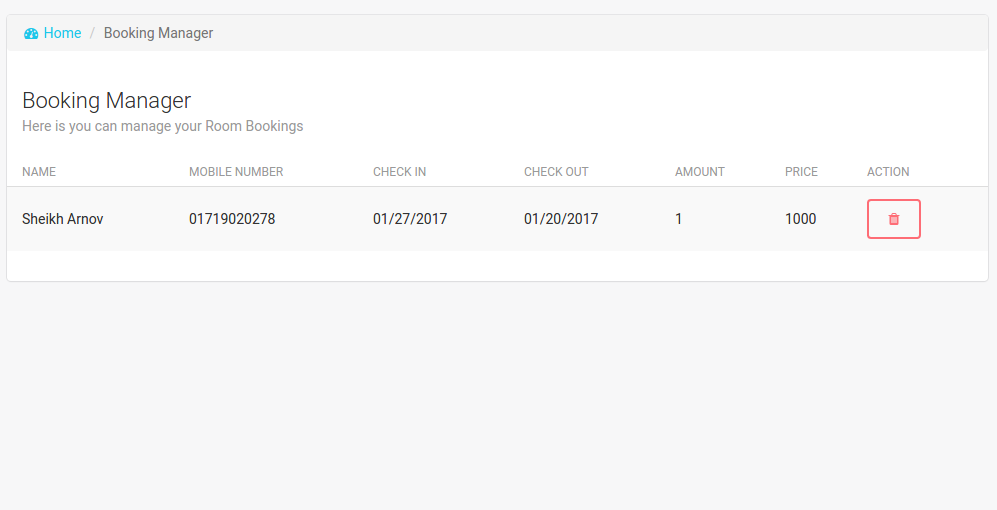 Home / Booking Manager
Booking Manager
Here is you can manage your Room Bookings
NAME MOBILE NUMBER CHECK IN CHECK OUT AMOUNT PRICE ACTION
Sheikh Arnov 01719020278 01/27/2017 01/20/2017 1 1000